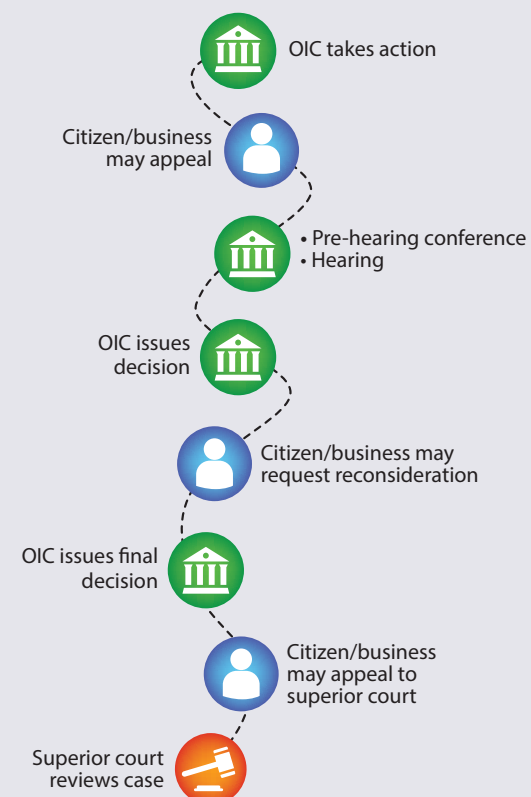 OIC takes action
Citizen/business
may appeal
• Pre-hearing conference
• Hearing
OIC issues
decision
Citizen/business may
request reconsideration
OIC issues final
decision
Citizen/business
may appeal to
superior court
Superior court
reviews case